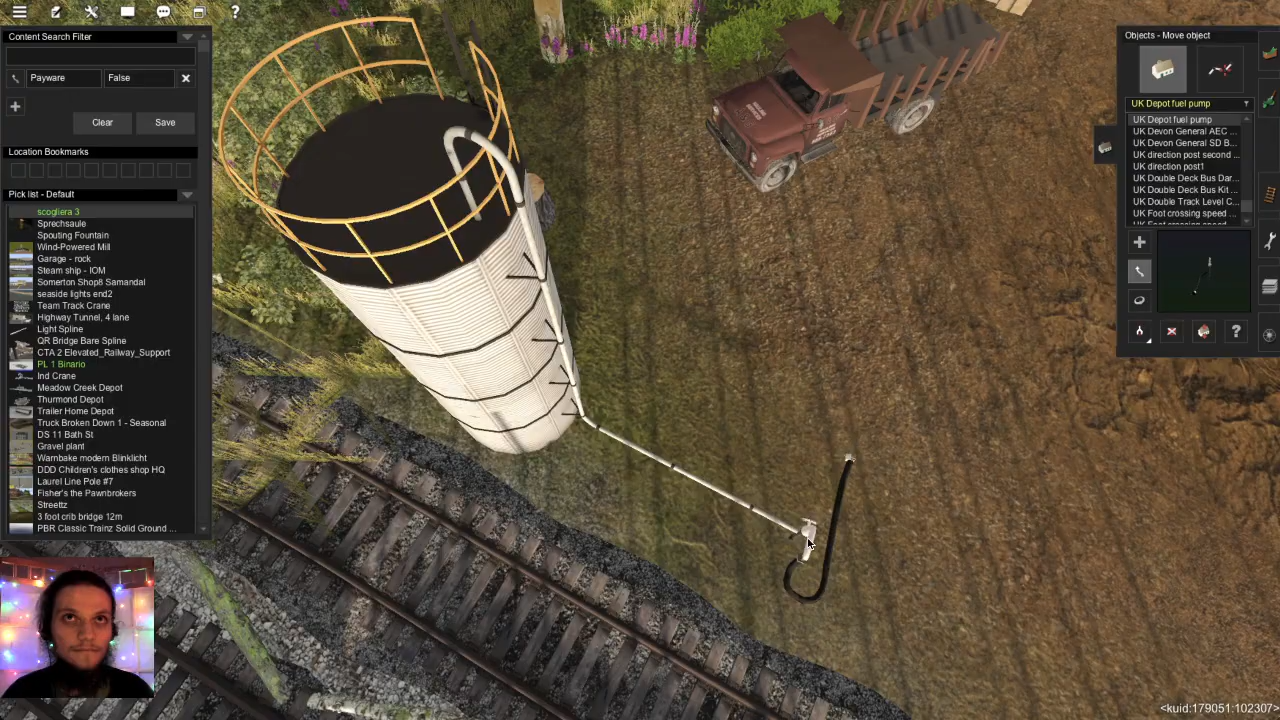 Content Search Filter
Payware
False
Clear
Save
Location Bookmarks
Pick list - Default
scogliera 3
Sprechsaule
Spouting Fountain
Wind-Powered Mill
Garage - rock
Steam ship - IOM
Somerton Shop8 Samandal
seaside lights end2
Team Track Crane
Highway Tunnel, 4 lane
Light Spline
QR Bridge Bare Spline
CTA 2 Elevated_Railway_Support
PL 1 Binario
Ind Crane
Meadow Creek Depot
Thurmond Depot
Trailer Home Depot
Truck Broken Down 1 - Seasonal
DS 11 Bath St
Gravel plant
Warnbake modern Blinklicht
DDD Children's clothes shop HQ
Laurel Line Pole #7
Fisher's the Pawnbrokers
Streettz
3 foot crib bridge 12m
PBR Classic Trainz Solid Ground ...
Objects - Move object
UK Depot fuel pump
UK Depot fuel pump
UK Devon General AEC ...
UK Devon General SD B...
UK direction post second ...
UK direction post1
UK Double Deck Bus Dar...
UK Double Deck Bus Kit ...
UK Double Track Level C...
UK Foot crossing speed ...
<kuid:179051:102307>